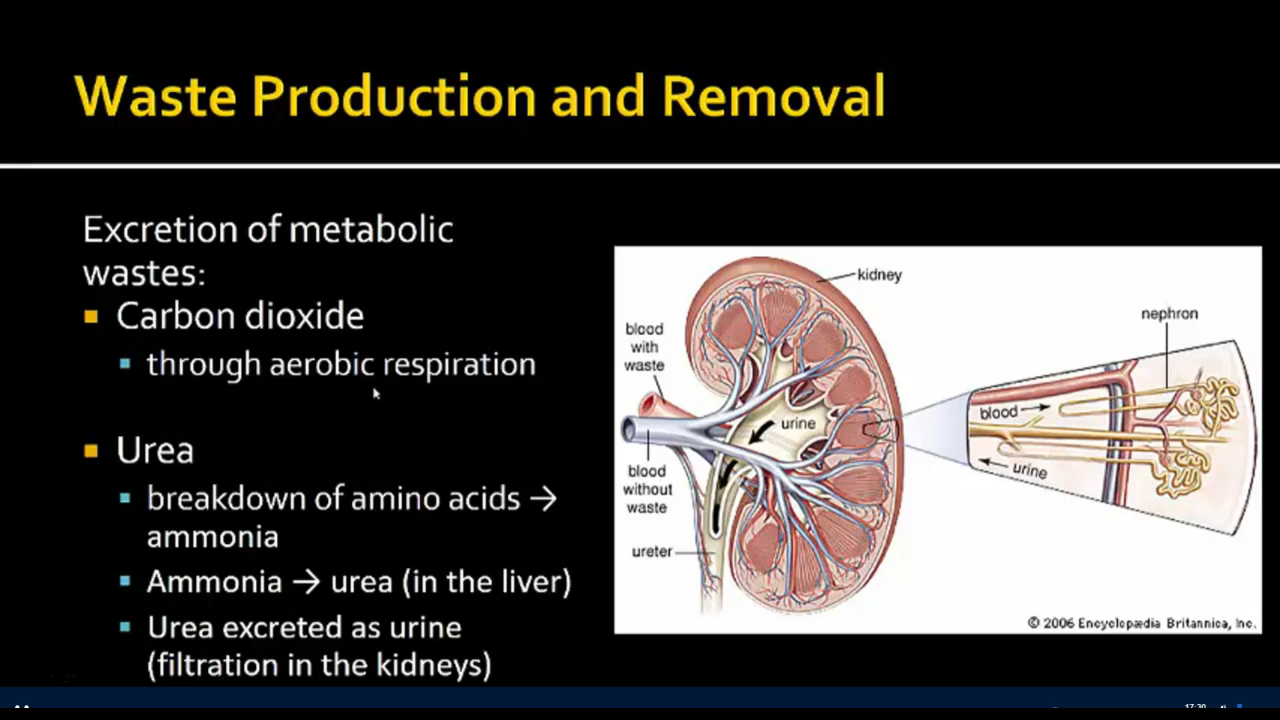 Waste Production and Removal
Excretion of metabolic
wastes:
Carbon dioxide
through aerobic respiration
Urea
breakdown of amino acids →
ammonia
Ammonia → urea (in the liver)
Urea excreted as urine
(filtration in the kidneys)
kidney
blood
with
waste
urine
blood
without
waste
ureter
nephron
blood
urine
© 2006 Encyclopædia Britannica, Inc.